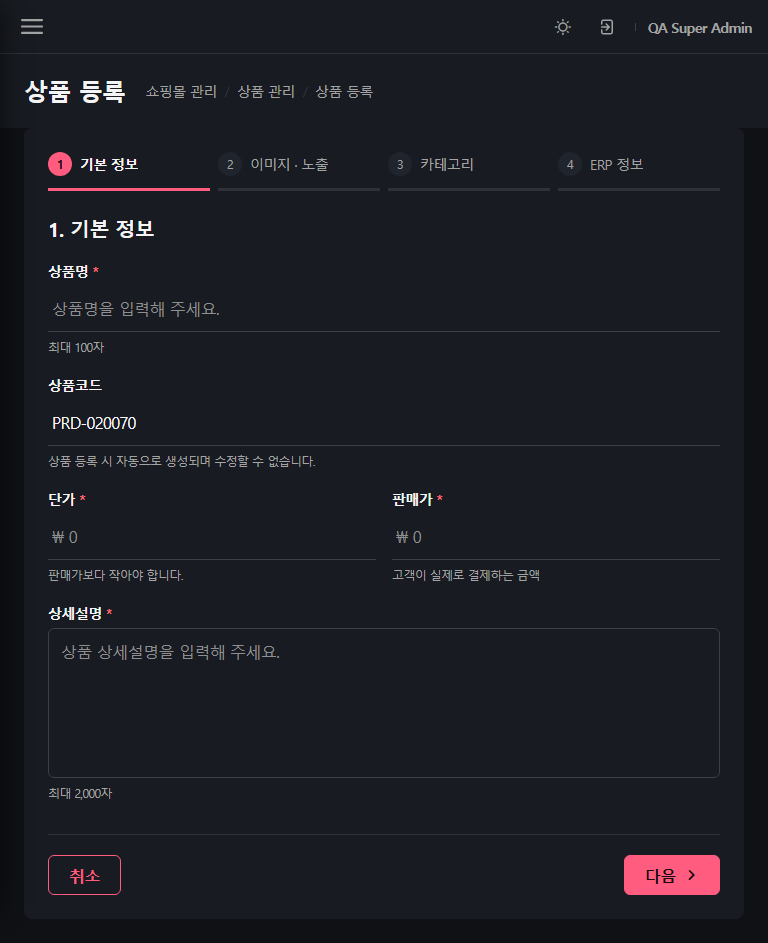 QA Super Admin
상품 등록 쇼핑몰 관리 / 상품 관리 / 상품 등록
1 기본 정보 2 이미지 · 노출 3 카테고리 4 ERP 정보
1. 기본 정보
상품명 *
상품명을 입력해 주세요.
최대 100자
상품코드
PRD-020070
상품 등록 시 자동으로 생성되며 수정할 수 없습니다.
단가 * 판매가 *
₩ 0 ₩ 0
판매가보다 작아야 합니다. 고객이 실제로 결제하는 금액
상세설명 *
상품 상세설명을 입력해 주세요.
최대 2,000자
취소 다음